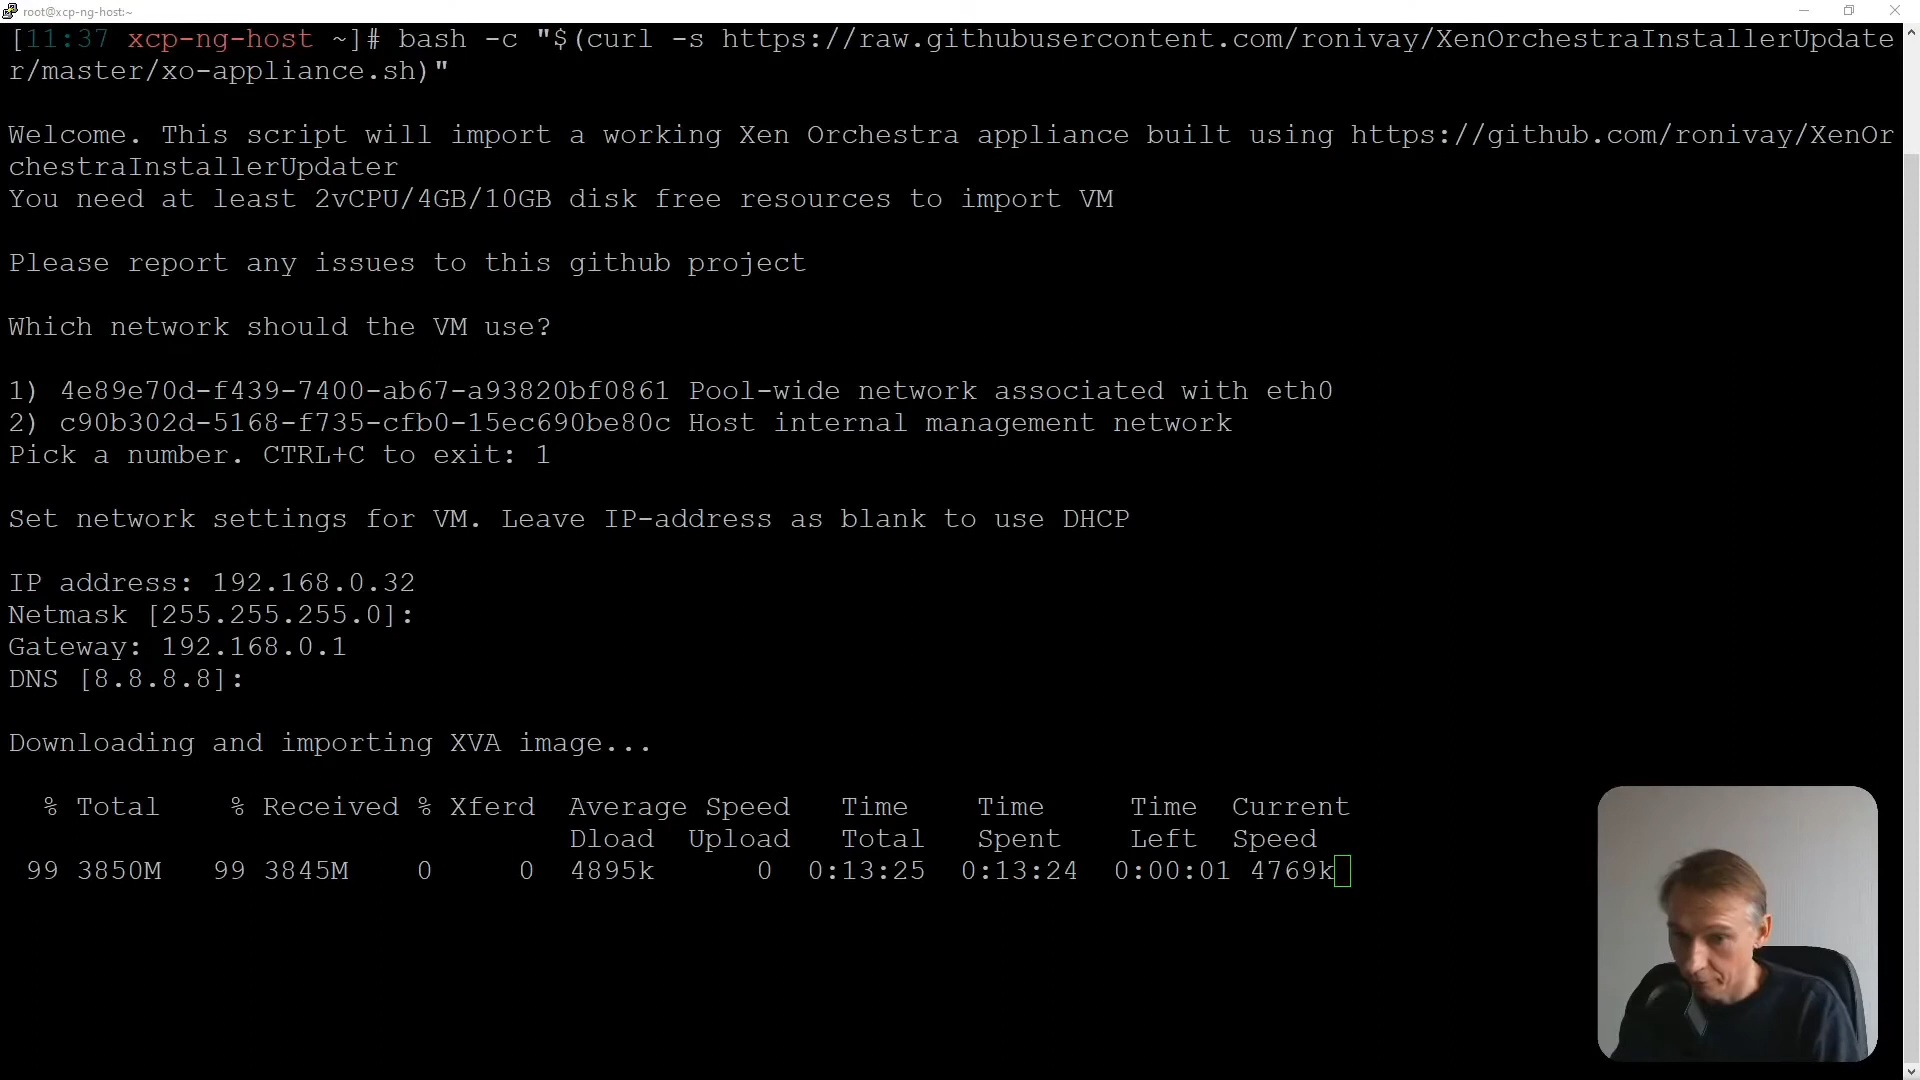 root@xcp-ng-host:~
[11:37 xcp-ng-host ~]# bash -c "$(curl -s https://raw.githubusercontent.com/ronivay/XenOrchestraInstallerUpdate
r/master/xo-appliance.sh)"
Welcome. This script will import a working Xen Orchestra appliance built using https://github.com/ronivay/XenOr
chestraInstallerUpdater
You need at least 2vCPU/4GB/10GB disk free resources to import VM
Please report any issues to this github project
Which network should the VM use?
1) 4e89e70d-f439-7400-ab67-a93820bf0861 Pool-wide network associated with eth0
2) c90b302d-5168-f735-cfb0-15ec690be80c Host internal management network
Pick a number. CTRL+C to exit: 1
Set network settings for VM. Leave IP-address as blank to use DHCP
IP address: 192.168.0.32
Netmask [255.255.255.0]:
Gateway: 192.168.0.1
DNS [8.8.8.8]:
Downloading and importing XVA image...
% Total % Received % Xferd Average Speed Time Time Time Current
Dload Upload Total Spent Left Speed
99 3850M 99 3845M 0 0 4895k 0 0:13:25 0:13:24 0:00:01 4769k